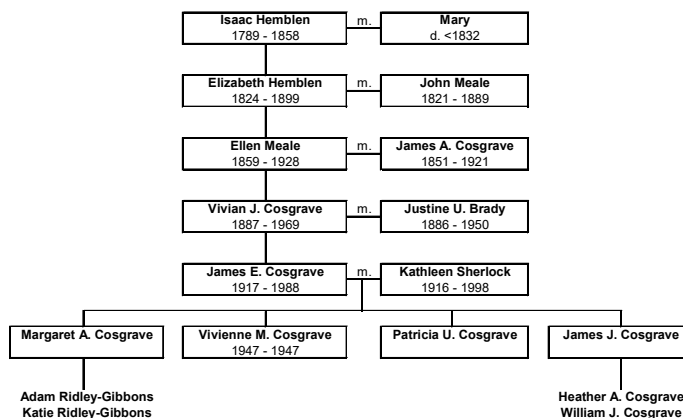 Isaac Hemblen
1789 - 1858
m.
Mary
d. <1832
Elizabeth Hemblen
1824 - 1899
m.
John Meale
1821 - 1889
Ellen Meale
1859 - 1928
m.
James A. Cosgrave
1851 - 1921
Vivian J. Cosgrave
1887 - 1969
m.
Justine U. Brady
1886 - 1950
James E. Cosgrave
1917 - 1988
m.
Kathleen Sherlock
1916 - 1998
Margaret A. Cosgrave
Vivienne M. Cosgrave
1947 - 1947
Patricia U. Cosgrave
James J. Cosgrave
Adam Ridley-Gibbons
Katie Ridley-Gibbons
Heather A. Cosgrave
William J. Cosgrave